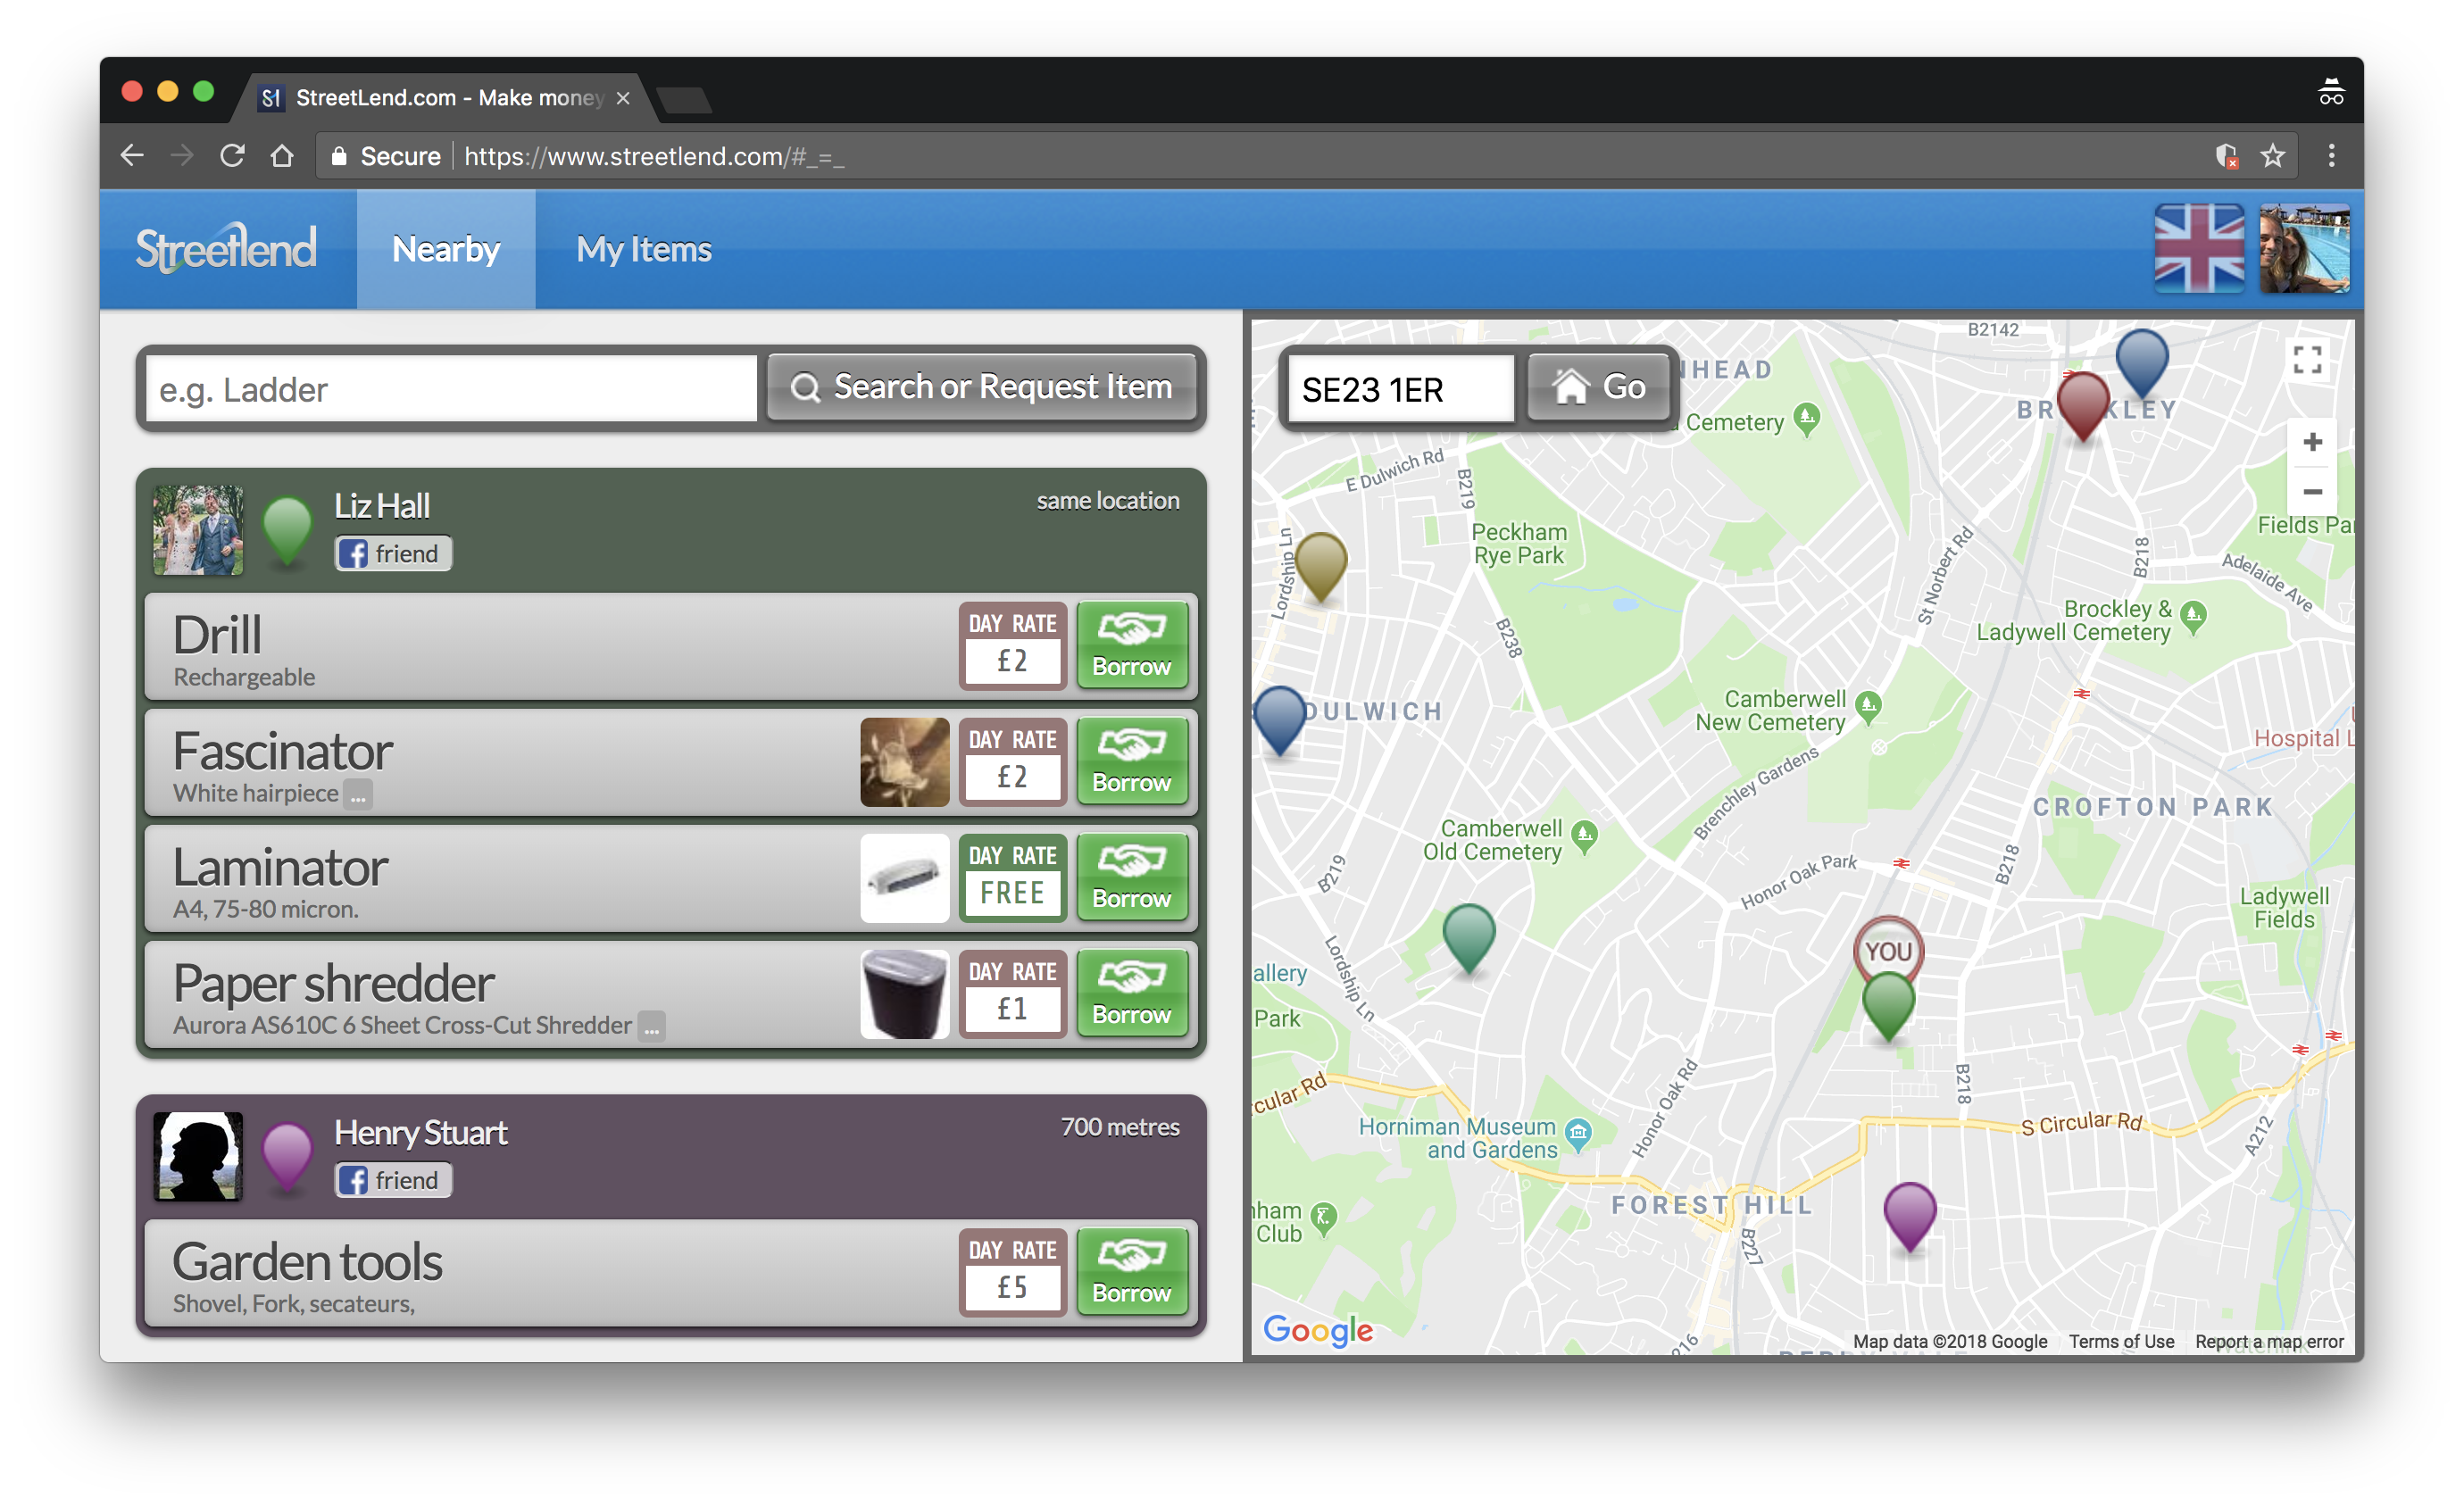 StreetLend.com - Make money
Secure
https://www.streetlend.com/#_=_
Streetlend
Nearby
My Items
e.g. Ladder
Search or Request Item
Liz Hall
friend
same location
Drill
Rechargeable
DAY RATE
£2
Borrow
Fascinator
White hairpiece ...
DAY RATE
£2
Borrow
Laminator
A4, 75-80 micron.
DAY RATE
FREE
Borrow
Paper shredder
Aurora AS610C 6 Sheet Cross-Cut Shredder ...
DAY RATE
£1
Borrow
Henry Stuart
friend
700 metres
Garden tools
Shovel, Fork, secateurs,
DAY RATE
£5
Borrow
SE23 1ER
Go
B2142
NHEAD
Cemetery
E Dulwich Rd
B219
Peckham
Rye Park
Lordship Ln
B238
St Norbert Rd
B218
Fields Par
Adelaide Ave
Brockley &
Ladywell Cemetery
DULWICH
Camberwell
New Cemetery
Hospital L
Brenchley Gardens
CROFTON PARK
Camberwell
Old Cemetery
B219
Honor Oak Park
B218
Ladywell
Fields
YOU
allery
Park
Lordship Ln
Honor Oak Rd
B218
cular Rd
Horniman Museum
and Gardens
S Circular Rd
A212
FOREST HILL
ham
Club
B227
B216
Google
Map data ©2018 Google
Terms of Use
Report a map error